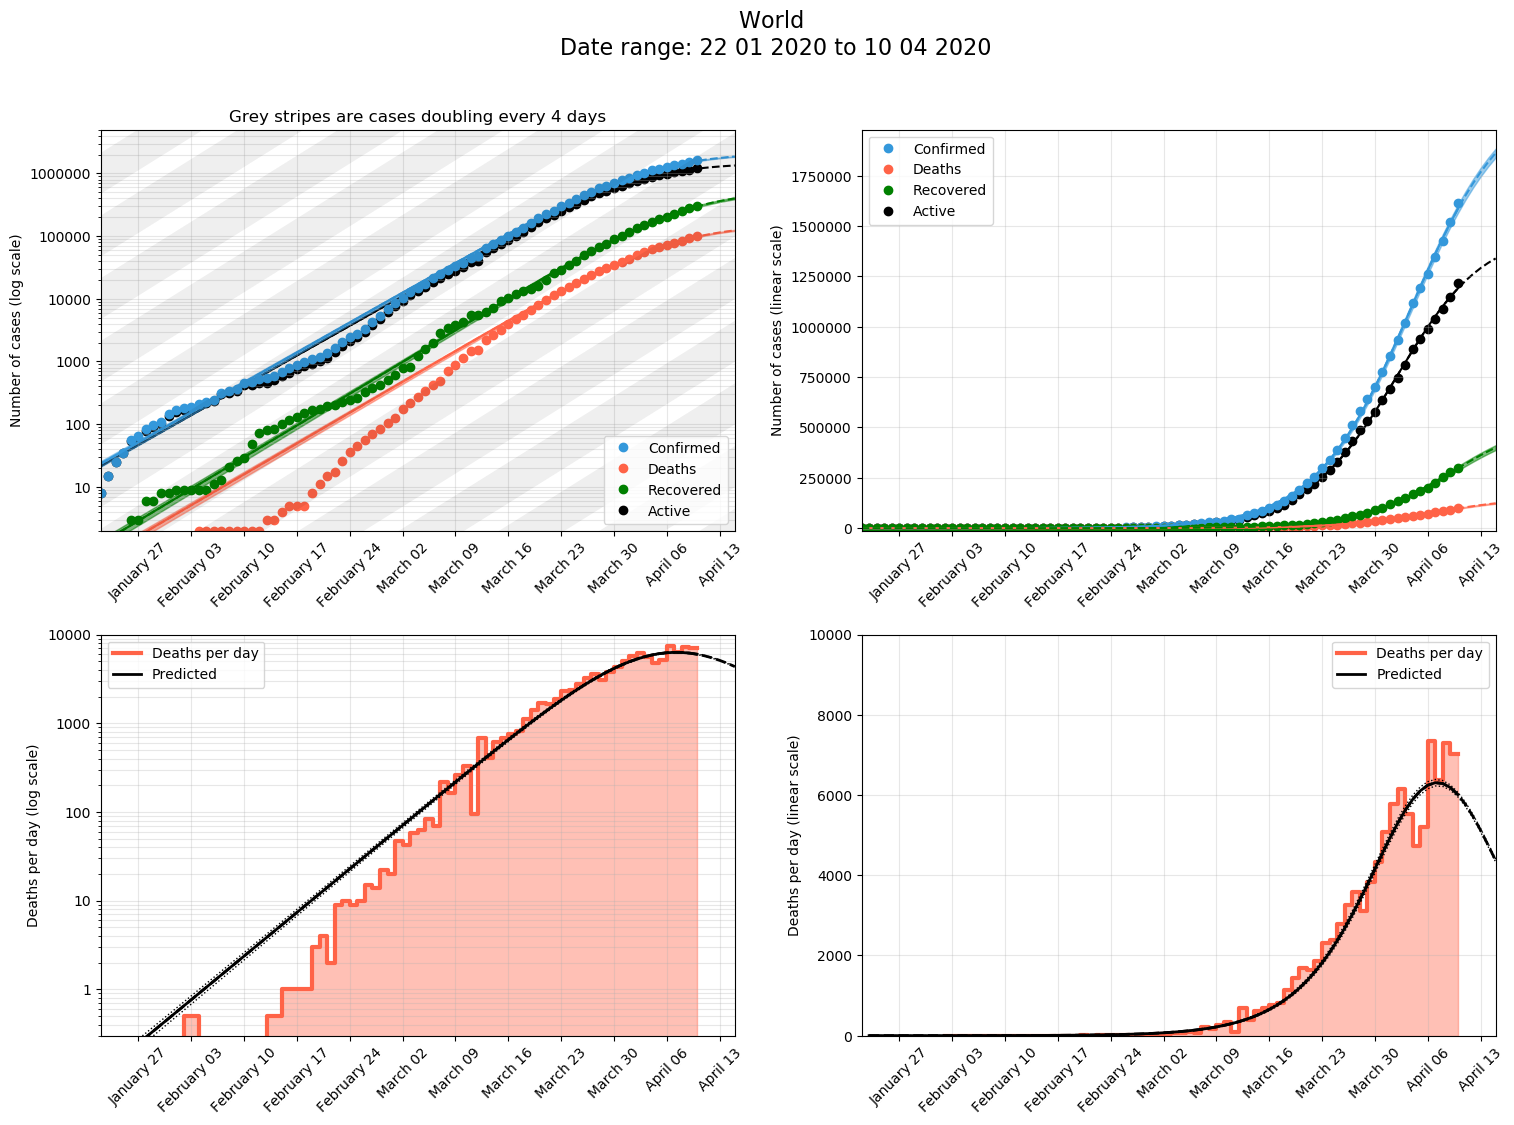 World
Date range: 22 01 2020 to 10 04 2020
Grey stripes are cases doubling every 4 days
Number of cases (log scale)
1000000
100000
10000
1000
100
10
Confirmed
Deaths
Recovered
Active
January 27
February 03
February 10
February 17
February 24
March 02
March 09
March 16
March 23
March 30
April 06
April 13
Number of cases (linear scale)
1750000
1500000
1250000
1000000
750000
500000
250000
0
Confirmed
Deaths
Recovered
Active
January 27
February 03
February 10
February 17
February 24
March 02
March 09
March 16
March 23
March 30
April 06
April 13
Deaths per day (log scale)
10000
1000
100
10
1
Deaths per day
Predicted
January 27
February 03
February 10
February 17
February 24
March 02
March 09
March 16
March 23
March 30
April 06
April 13
Deaths per day (linear scale)
10000
8000
6000
4000
2000
0
Deaths per day
Predicted
January 27
February 03
February 10
February 17
February 24
March 02
March 09
March 16
March 23
March 30
April 06
April 13